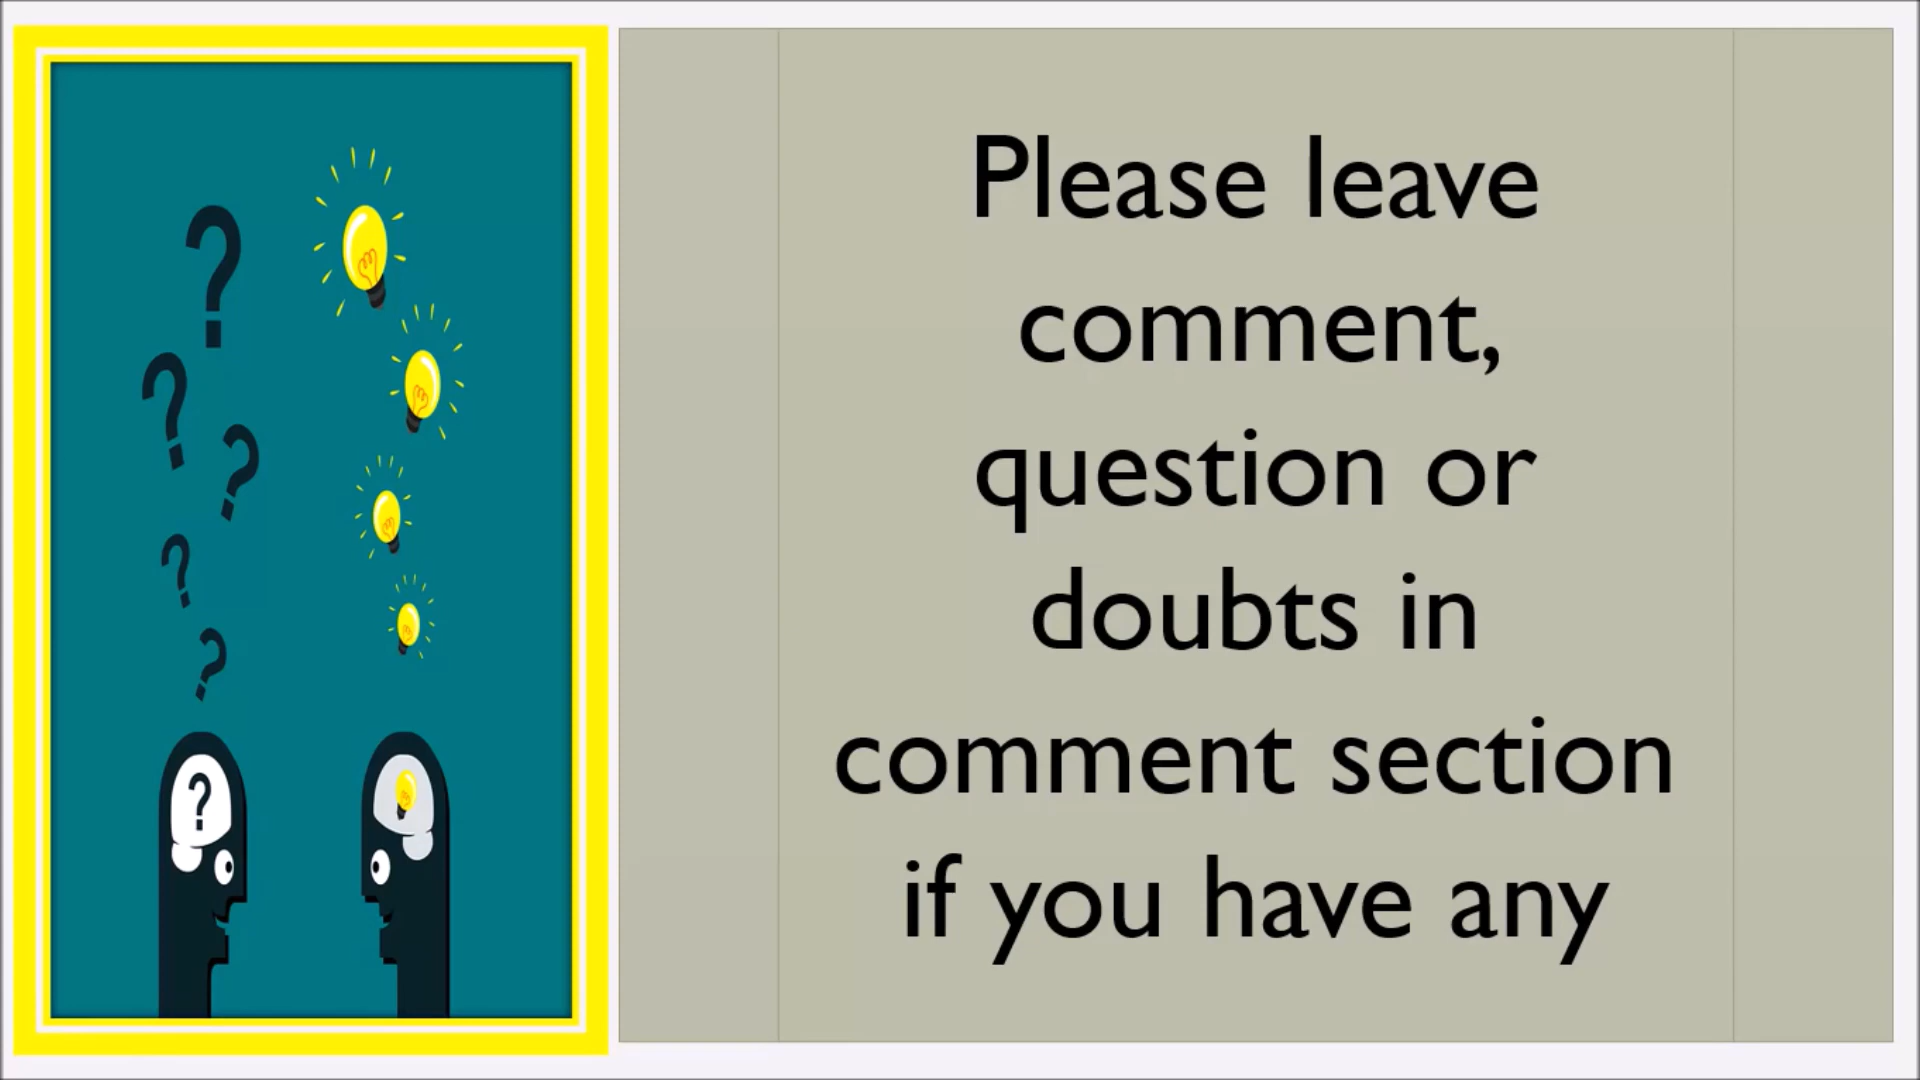 Please leave
comment,
question or
doubts in
comment section
if you have any